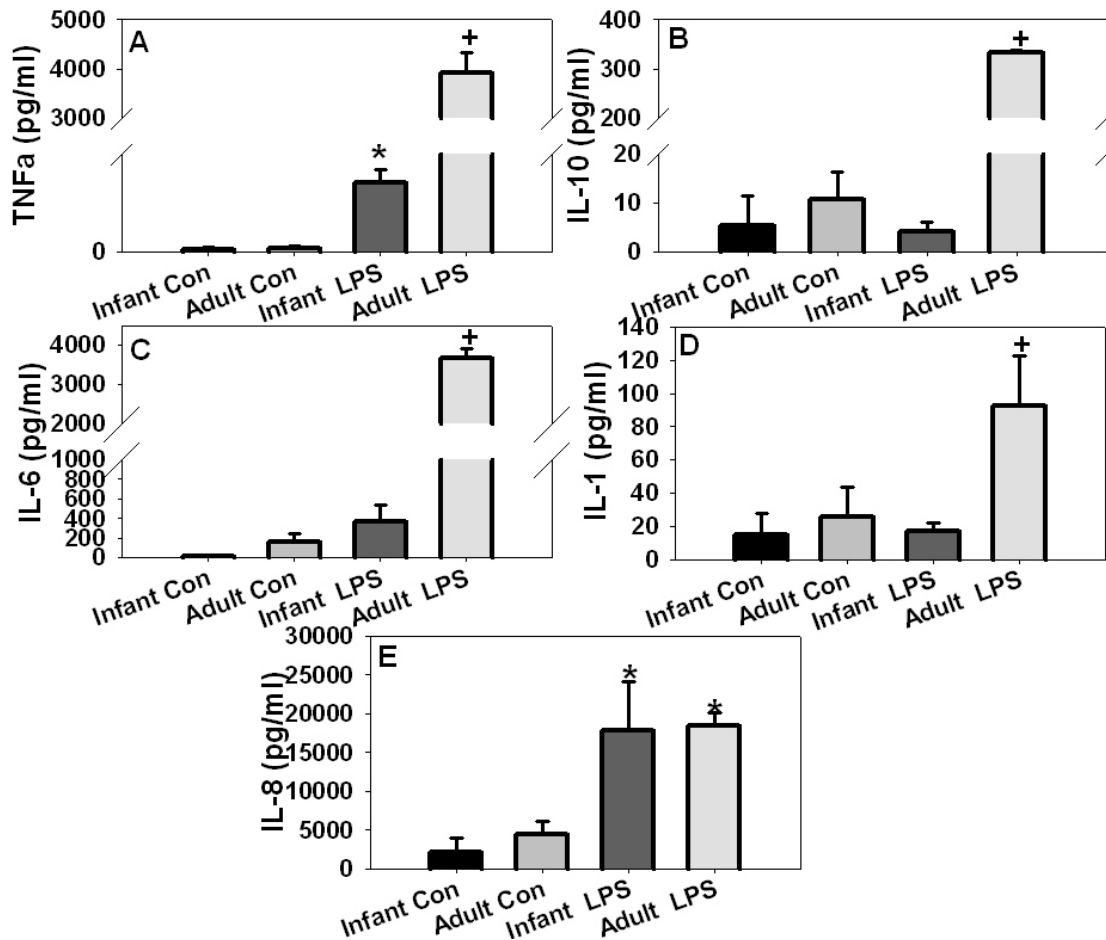 A
TNFa (pg/ml)
5000
4000
3000
0
*
+
Infant Con
Adult Con
Infant LPS
Adult LPS
B
IL-10 (pg/ml)
400
300
200
20
10
0
+
Infant Con
Adult Con
Infant LPS
Adult LPS
C
IL-6 (pg/ml)
4000
3000
2000
1000
800
600
400
200
0
+
Infant Con
Adult Con
Infant LPS
Adult LPS
D
IL-1 (pg/ml)
140
120
100
80
60
40
20
0
+
Infant Con
Adult Con
Infant LPS
Adult LPS
E
IL-8 (pg/ml)
30000
25000
20000
15000
10000
5000
0
*
*
Infant Con
Adult Con
Infant LPS
Adult LPS